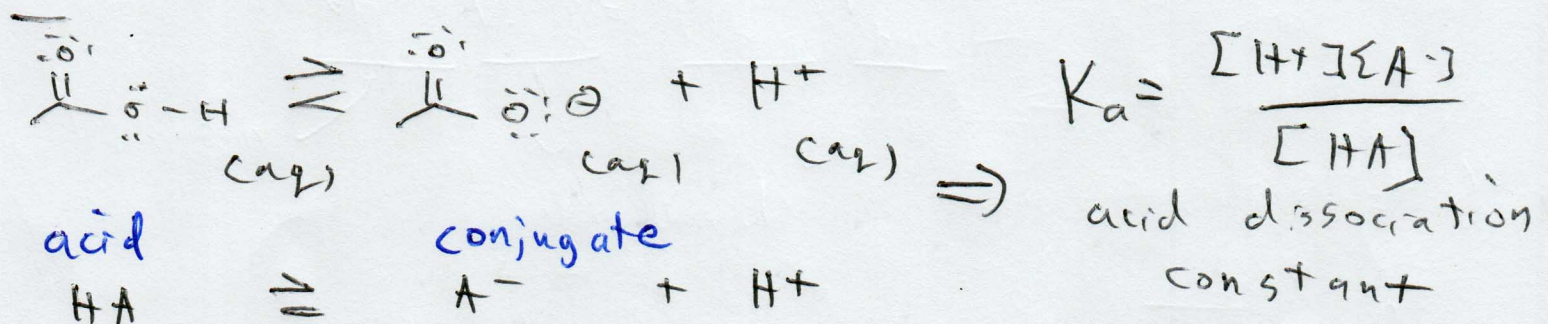 :Ö: :Ö:
Ö-H ⇌ Ö:⊖ + H+ Ka = [H+][A-]
(aq) (aq) (aq) ⇒ [HA]
acid conjugate acid dissociation
HA ⇌ A- + H+ constant